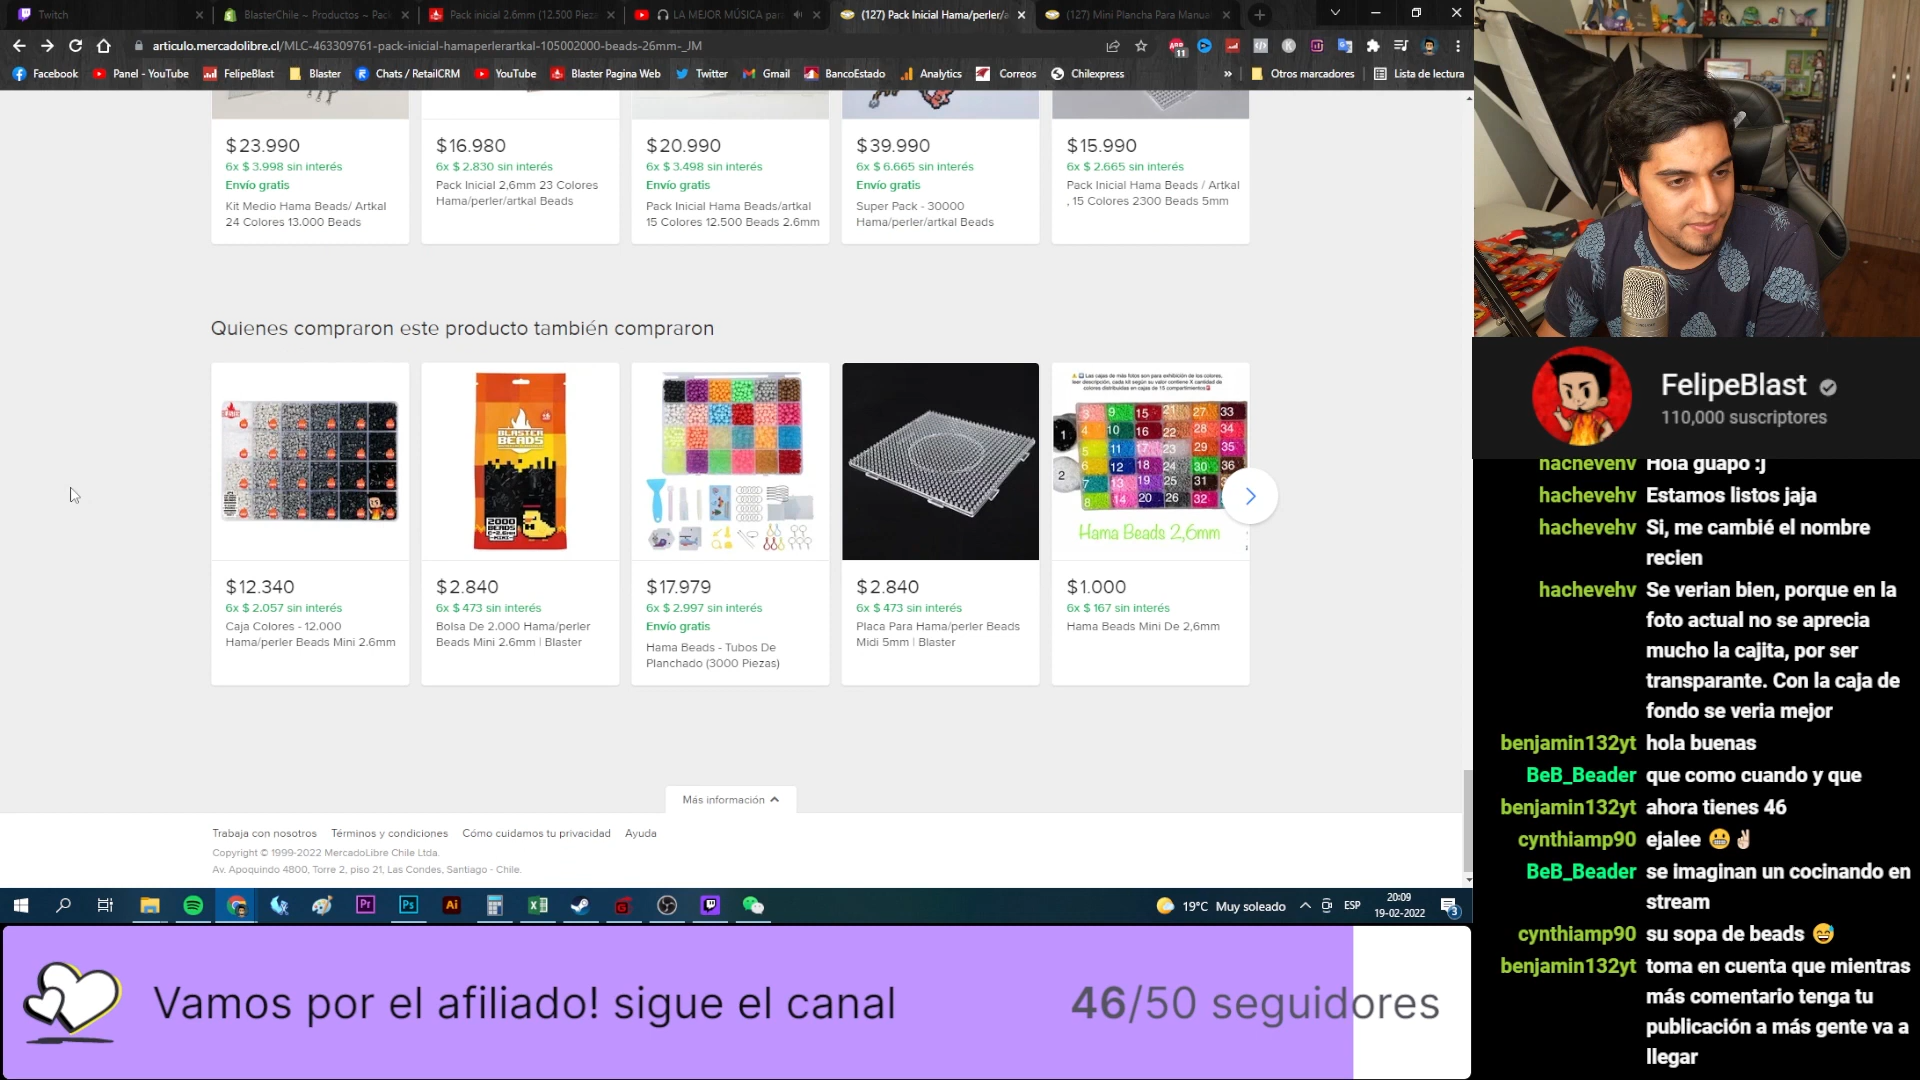 Twitch
BlasterChile ~ Productos ~ Pack
Pack inicial 2.6mm (12.500 Pieza
LA MEJOR MÚSICA para
(127) Pack Inicial Hama/perler/a
(127) Mini Plancha Para Manua
articulo.mercadolibre.cl/MLC-463309761-pack-inicial-hamaperlerartkal-105002000-beads-26mm-_JM
11
Facebook
Panel - YouTube
FelipeBlast
Blaster
Chats / RetailCRM
YouTube
Blaster Pagina Web
Twitter
Gmail
BancoEstado
Analytics
Correos
Chilexpress
»
Otros marcadores
Lista de lectura
$ 23.990
6x $ 3.998 sin interés
Envío gratis
Kit Medio Hama Beads/ Artkal
24 Colores 13.000 Beads
$ 16.980
6x $ 2.830 sin interés
Pack Inicial 2,6mm 23 Colores
Hama/perler/artkal Beads
$ 20.990
6x $ 3.498 sin interés
Envío gratis
Pack Inicial Hama Beads/artkal
15 Colores 12.500 Beads 2.6mm
$ 39.990
6x $ 6.665 sin interés
Envío gratis
Super Pack - 30000
Hama/perler/artkal Beads
$ 15.990
6x $ 2.665 sin interés
Pack Inicial Hama Beads / Artkal
, 15 Colores 2300 Beads 5mm
Quienes compraron este producto también compraron
BLASTER
BEADS
2000
BEADS
Hama Beads 2,6mm
$ 12.340
6x $ 2.057 sin interés
Caja Colores - 12.000
Hama/perler Beads Mini 2.6mm
$ 2.840
6x $ 473 sin interés
Bolsa De 2.000 Hama/perler
Beads Mini 2.6mm | Blaster
$ 17.979
6x $ 2.997 sin interés
Envío gratis
Hama Beads - Tubos De
Planchado (3000 Piezas)
$ 2.840
6x $ 473 sin interés
Placa Para Hama/perler Beads
Midi 5mm | Blaster
$ 1.000
6x $ 167 sin interés
Hama Beads Mini De 2,6mm
Más información
Trabaja con nosotros
Términos y condiciones
Cómo cuidamos tu privacidad
Ayuda
Copyright © 1999-2022 MercadoLibre Chile Ltda.
Av. Apoquindo 4800, Torre 2, piso 21, Las Condes, Santiago - Chile.
Pr
Ps
Ai
19°C Muy soleado
ESP
20:09
19-02-2022
3
Vamos por el afiliado! sigue el canal
46/50 seguidores
FelipeBlast
110,000 suscriptores
hachevehv Hola guapo :j
hachevehv Estamos listos jaja
hachevehv Si, me cambié el nombre
recien
hachevehv Se verian bien, porque en la
foto actual no se aprecia
mucho la cajita, por ser
transparante. Con la caja de
fondo se veria mejor
benjamin132yt hola buenas
BeB_Beader que como cuando y que
benjamin132yt ahora tienes 46
cynthiamp90 ejalee 😬✌
BeB_Beader se imaginan un cocinando en
stream
cynthiamp90 su sopa de beads 😅
benjamin132yt toma en cuenta que mientras
más comentario tenga tu
publicación a más gente va a
llegar